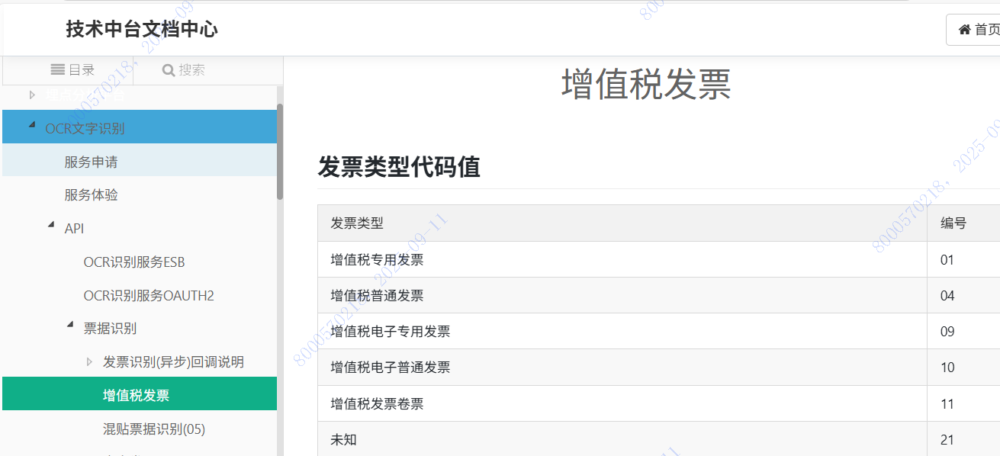 技术中台文档中心
首页
目录
搜索
OCR文字识别
服务申请
服务体验
API
OCR识别服务ESB
OCR识别服务OAUTH2
票据识别
发票识别(异步)回调说明
增值税发票
混贴票据识别(05)
增值税发票
发票类型代码值
发票类型 编号
增值税专用发票 01
增值税普通发票 04
增值税电子专用发票 09
增值税电子普通发票 10
增值税发票卷票 11
未知 21
8000570218, 2025-09-11